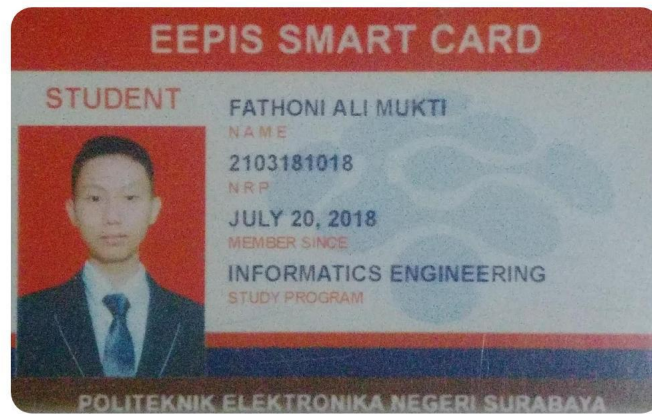 EEPIS SMART CARD
STUDENT
FATHONI ALI MUKTI
NAME
2103181018
NRP
JULY 20, 2018
MEMBER SINCE
INFORMATICS ENGINEERING
STUDY PROGRAM
POLITEKNIK ELEKTRONIKA NEGERI SURABAYA